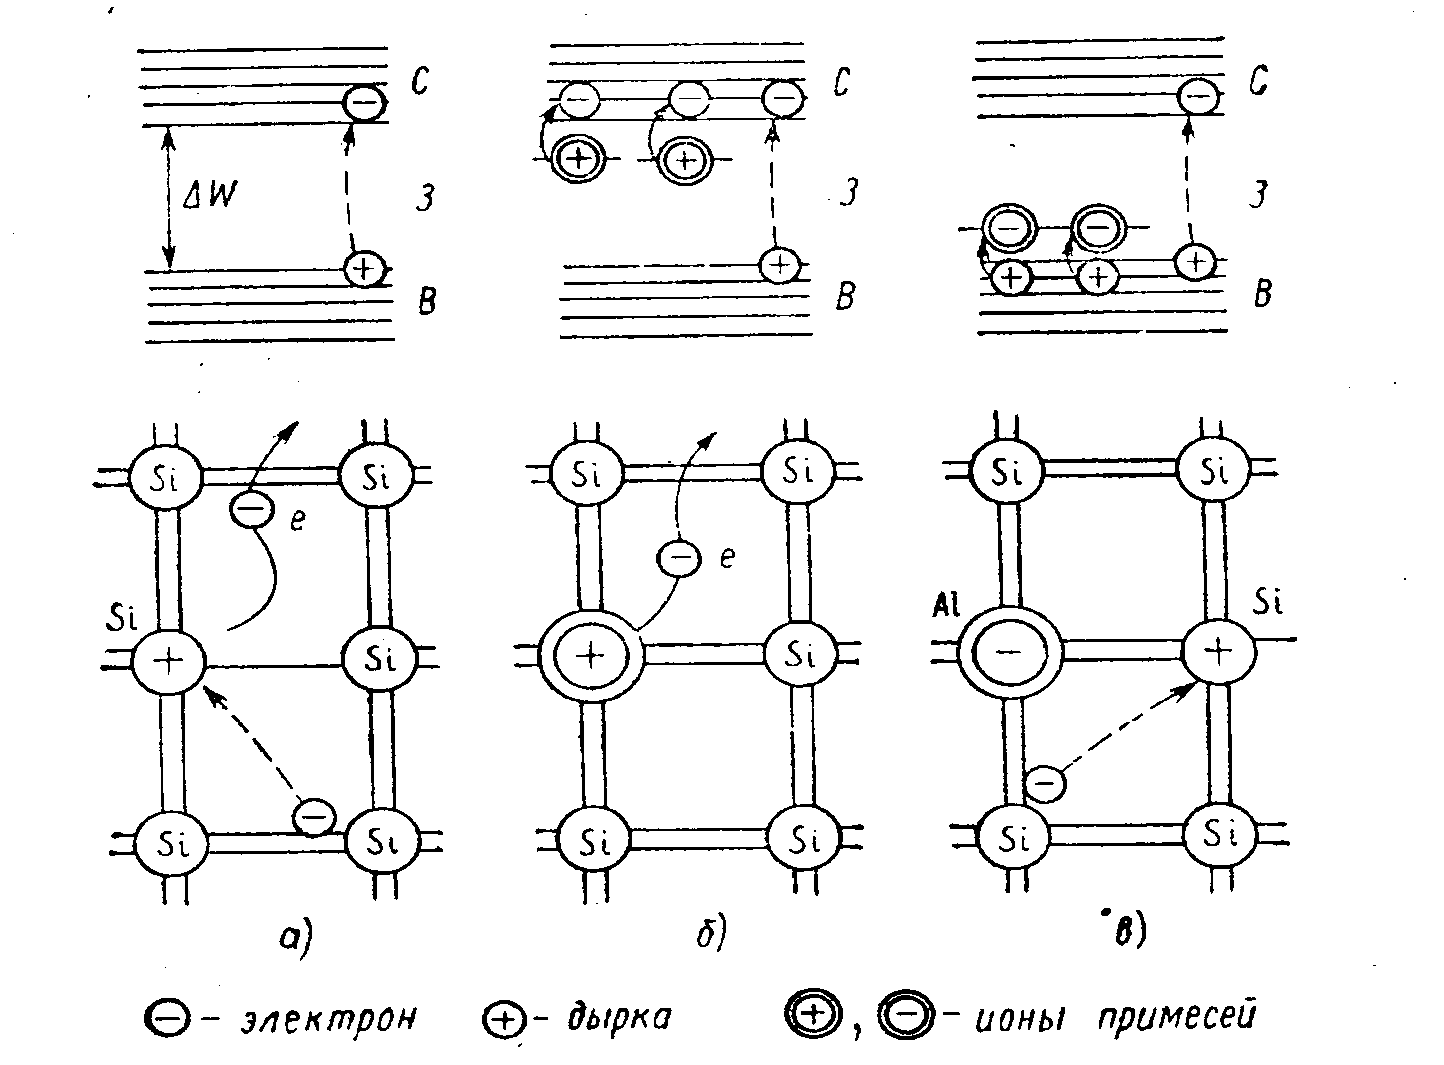 С С С
ΔW З З З
В В В
Si Si Si Si Si Si
e e
Si Al Si
+ Si + Si − +
Si Si Si Si Si Si
а) б) в)
− – электрон + – дырка +, − – ионы примесей